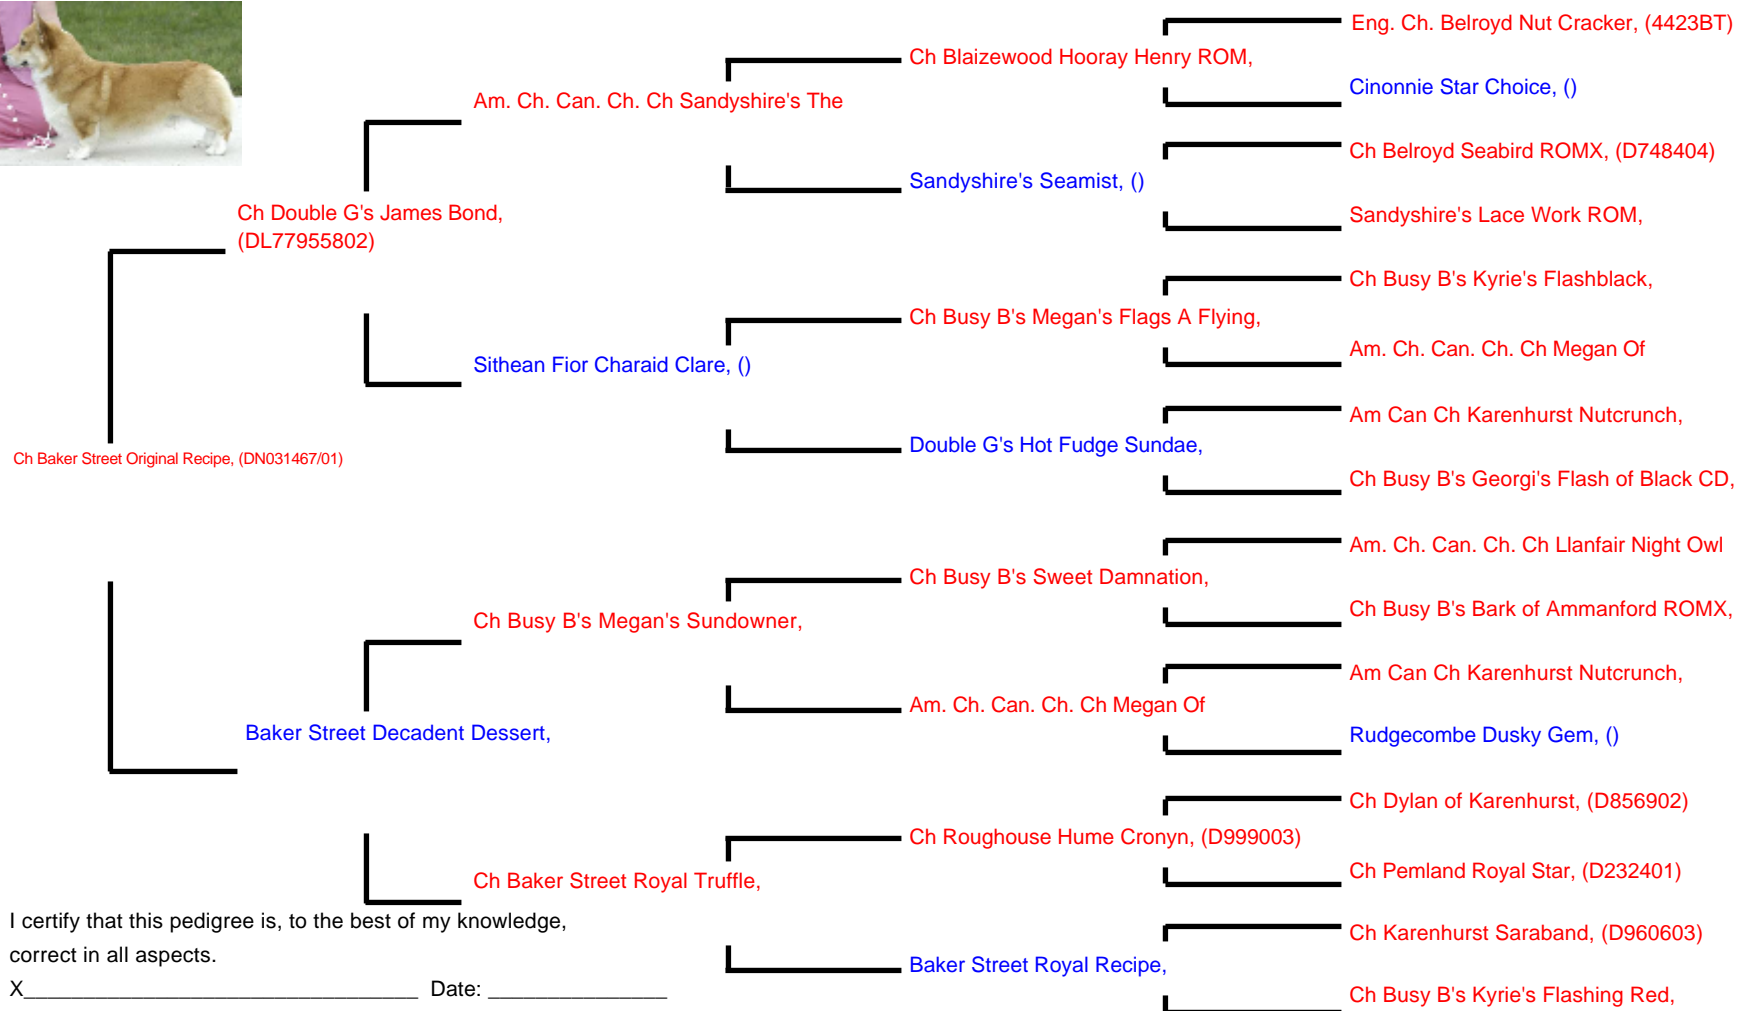 Eng. Ch. Belroyd Nut Cracker, (4423BT)
Ch Blaizewood Hooray Henry ROM,
Cinonnie Star Choice, ()
Am. Ch. Can. Ch. Ch Sandyshire's The
Ch Belroyd Seabird ROMX, (D748404)
Sandyshire's Seamist, ()
Sandyshire's Lace Work ROM,
Ch Double G's James Bond,
(DL77955802)
Ch Busy B's Kyrie's Flashblack,
Ch Busy B's Megan's Flags A Flying,
Am. Ch. Can. Ch. Ch Megan Of
Sithean Fior Charaid Clare, ()
Am Can Ch Karenhurst Nutcrunch,
Double G's Hot Fudge Sundae,
Ch Busy B's Georgi's Flash of Black CD,
Ch Baker Street Original Recipe, (DN031467/01)
Am. Ch. Can. Ch. Ch Llanfair Night Owl
Ch Busy B's Sweet Damnation,
Ch Busy B's Bark of Ammanford ROMX,
Ch Busy B's Megan's Sundowner,
Am Can Ch Karenhurst Nutcrunch,
Am. Ch. Can. Ch. Ch Megan Of
Rudgecombe Dusky Gem, ()
Baker Street Decadent Dessert,
Ch Dylan of Karenhurst, (D856902)
Ch Roughouse Hume Cronyn, (D999003)
Ch Pemland Royal Star, (D232401)
Ch Baker Street Royal Truffle,
Ch Karenhurst Saraband, (D960603)
Baker Street Royal Recipe,
Ch Busy B's Kyrie's Flashing Red,
I certify that this pedigree is, to the best of my knowledge,
correct in all aspects.
X_________________________________ Date: _______________